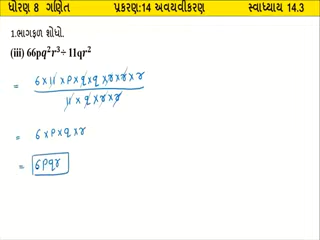 ધોરણ 8 ગણિત પ્રકરણ:14 અવયવીકરણ સ્વાધ્યાય 14.3
1.ભાગફળ શોધો.
(iii) 66pq²r³÷ 11qr²
= 6 × 11 × p × q × q × r × r × r
11 × q × r × r
= 6 × p × q × r
= 6pqr